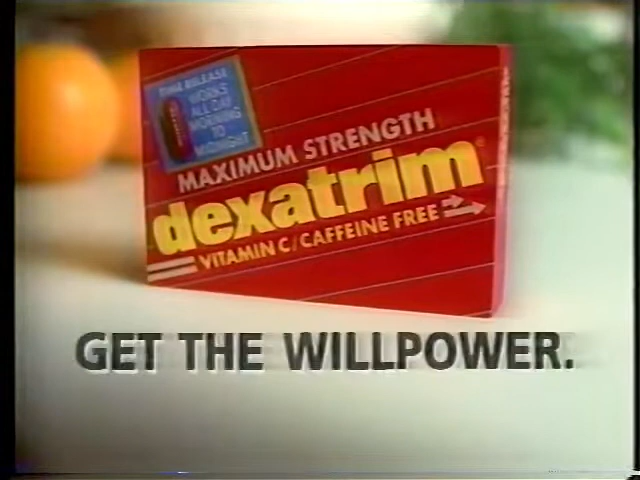 TIME RELEASE
WORKS
ALL DAY
MORNING
TO
MIDNIGHT
MAXIMUM STRENGTH
dexatrim®
VITAMIN C/CAFFEINE FREE
GET THE WILLPOWER.